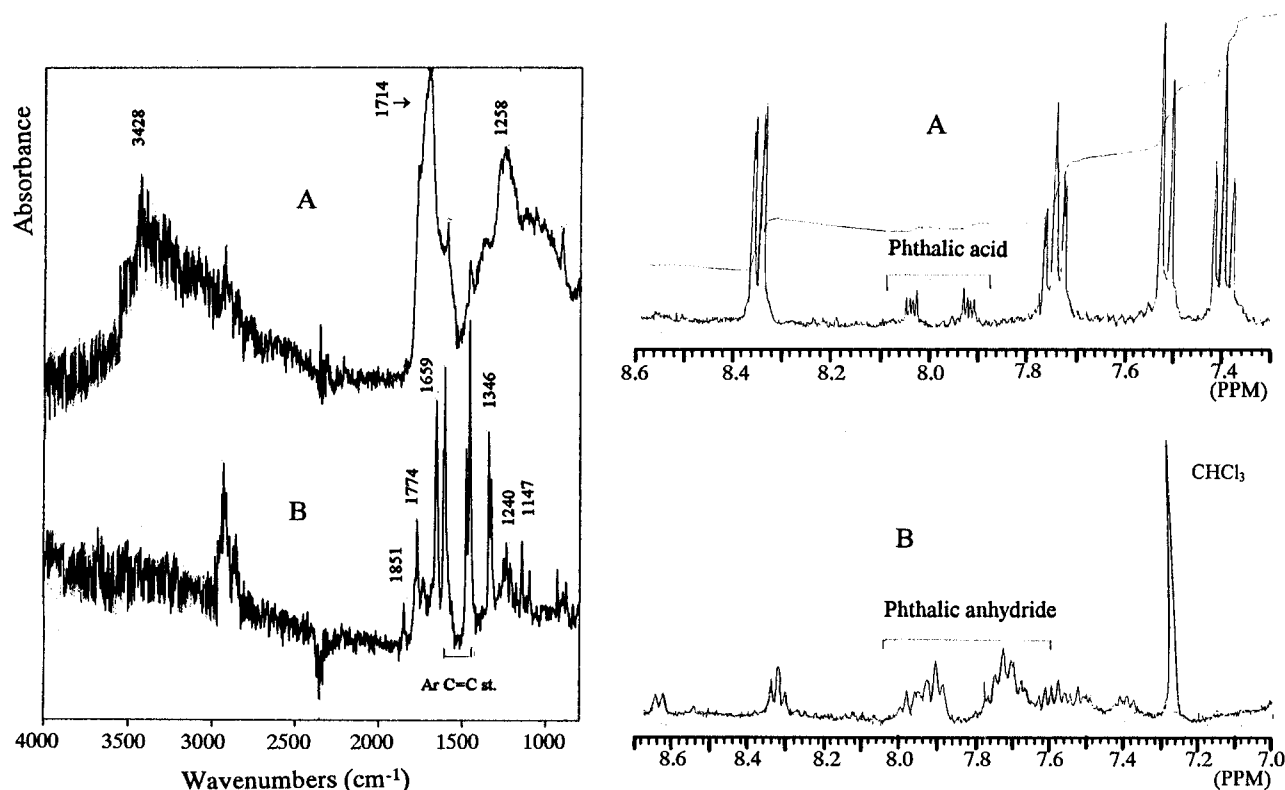 Absorbance
3428
A
1714
1258
B
1851
1774
1659
1346
1240
1147
Ar C=C st.
4000 3500 3000 2500 2000 1500 1000
Wavenumbers (cm-1)
A
Phthalic acid
8.6 8.4 8.2 8.0 7.8 7.6 7.4
(PPM)
CHCl3
B
Phthalic anhydride
8.6 8.4 8.2 8.0 7.8 7.6 7.4 7.2 7.0
(PPM)